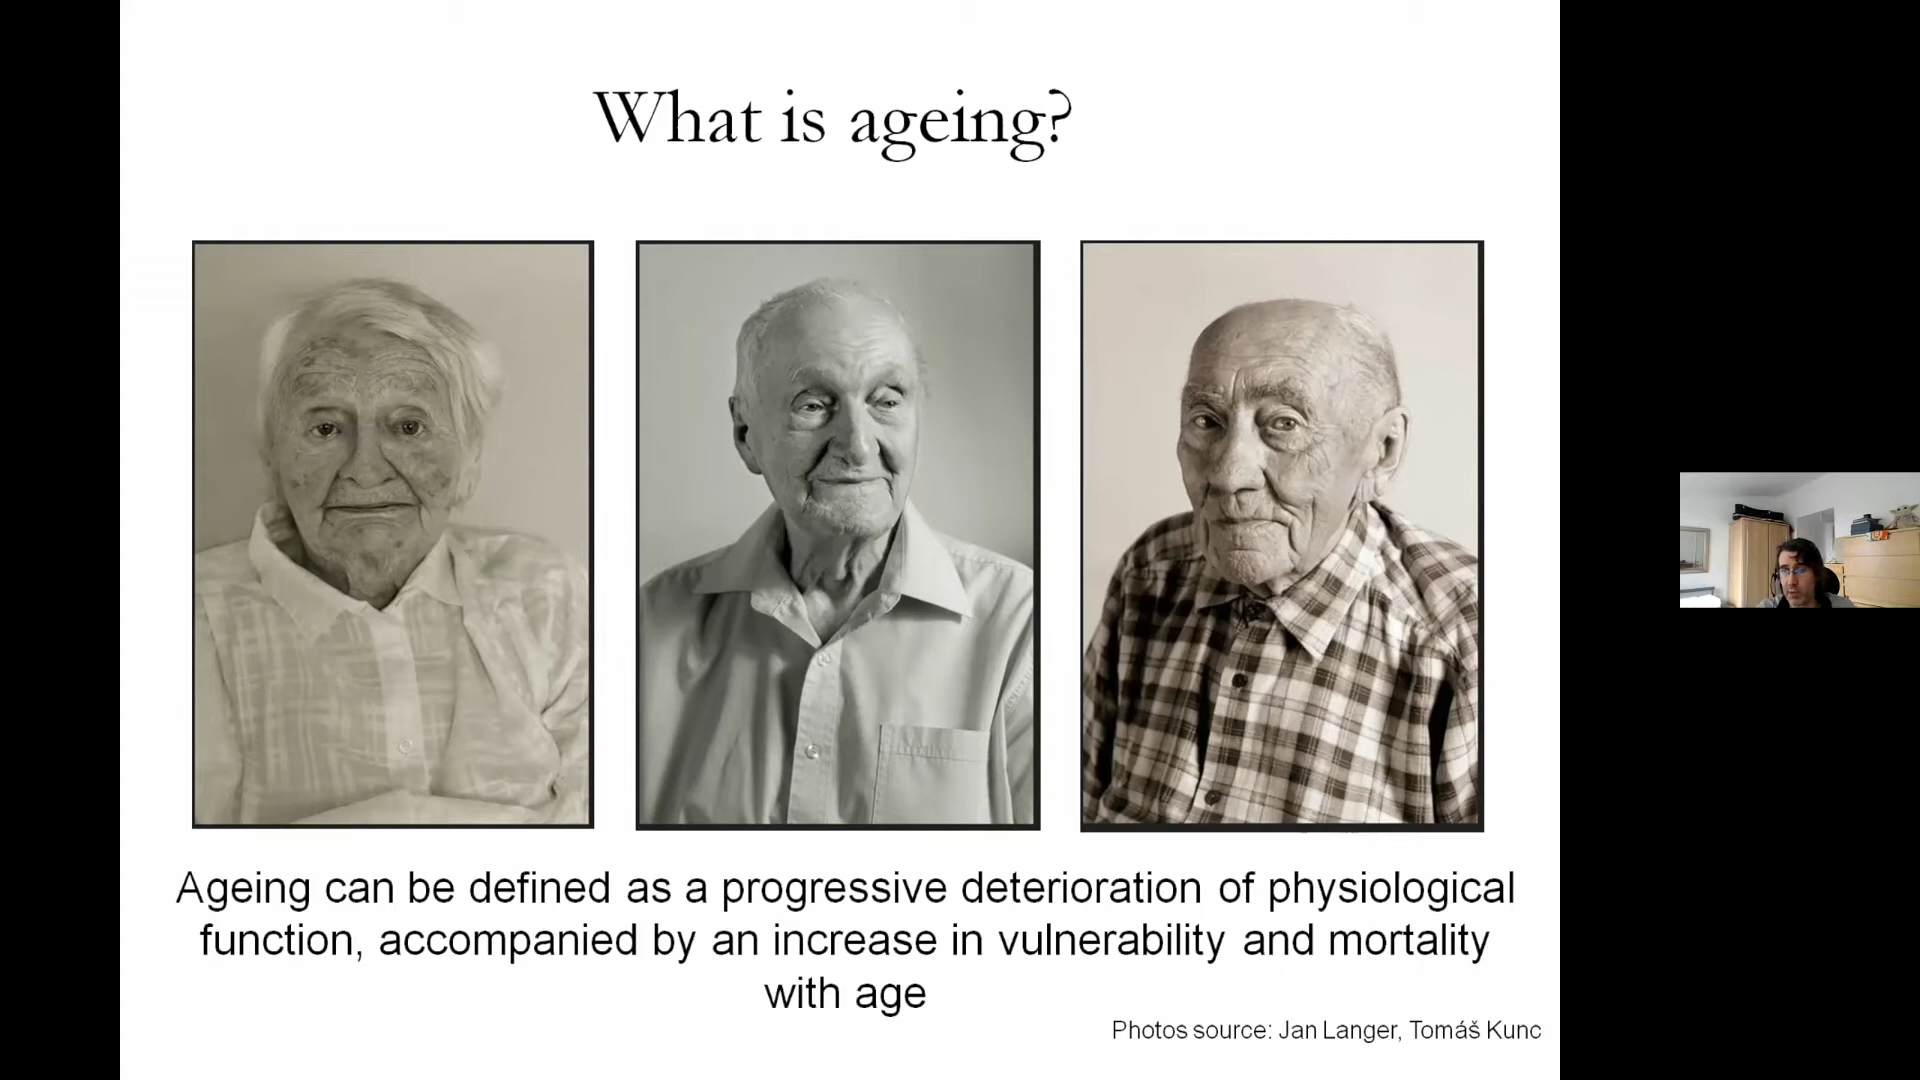 What is ageing?
Ageing can be defined as a progressive deterioration of physiological
function, accompanied by an increase in vulnerability and mortality
with age
Photos source: Jan Langer, Tomáš Kunc